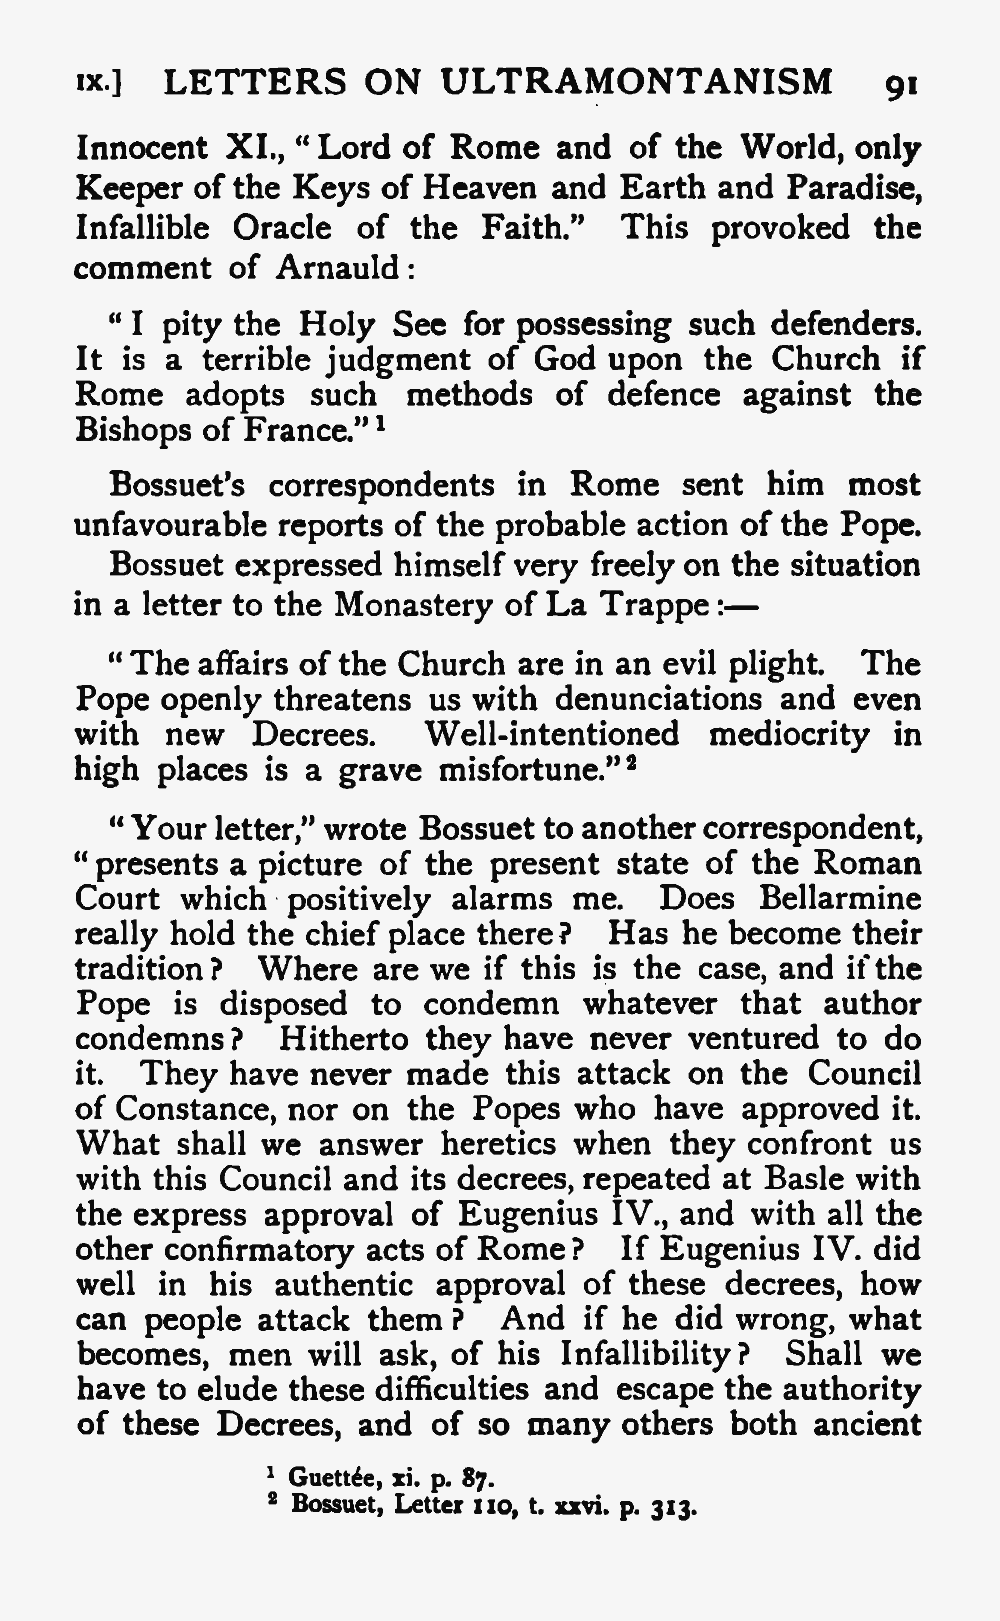 IX.] LETTERS ON ULTRAMONTANISM 91
Innocent XI., “Lord of Rome and of the World, only
Keeper of the Keys of Heaven and Earth and Paradise,
Infallible Oracle of the Faith.” This provoked the
comment of Arnauld:
“I pity the Holy See for possessing such defenders.
It is a terrible judgment of God upon the Church if
Rome adopts such methods of defence against the
Bishops of France.”¹
Bossuet’s correspondents in Rome sent him most
unfavourable reports of the probable action of the Pope.
Bossuet expressed himself very freely on the situation
in a letter to the Monastery of La Trappe:—
“The affairs of the Church are in an evil plight. The
Pope openly threatens us with denunciations and even
with new Decrees. Well-intentioned mediocrity in
high places is a grave misfortune.”²
“Your letter,” wrote Bossuet to another correspondent,
“presents a picture of the present state of the Roman
Court which positively alarms me. Does Bellarmine
really hold the chief place there? Has he become their
tradition? Where are we if this is the case, and if the
Pope is disposed to condemn whatever that author
condemns? Hitherto they have never ventured to do
it. They have never made this attack on the Council
of Constance, nor on the Popes who have approved it.
What shall we answer heretics when they confront us
with this Council and its decrees, repeated at Basle with
the express approval of Eugenius IV., and with all the
other confirmatory acts of Rome? If Eugenius IV. did
well in his authentic approval of these decrees, how
can people attack them? And if he did wrong, what
becomes, men will ask, of his Infallibility? Shall we
have to elude these difficulties and escape the authority
of these Decrees, and of so many others both ancient
¹ Guettée, xi. p. 87.
² Bossuet, Letter 110, t. xxvi. p. 313.